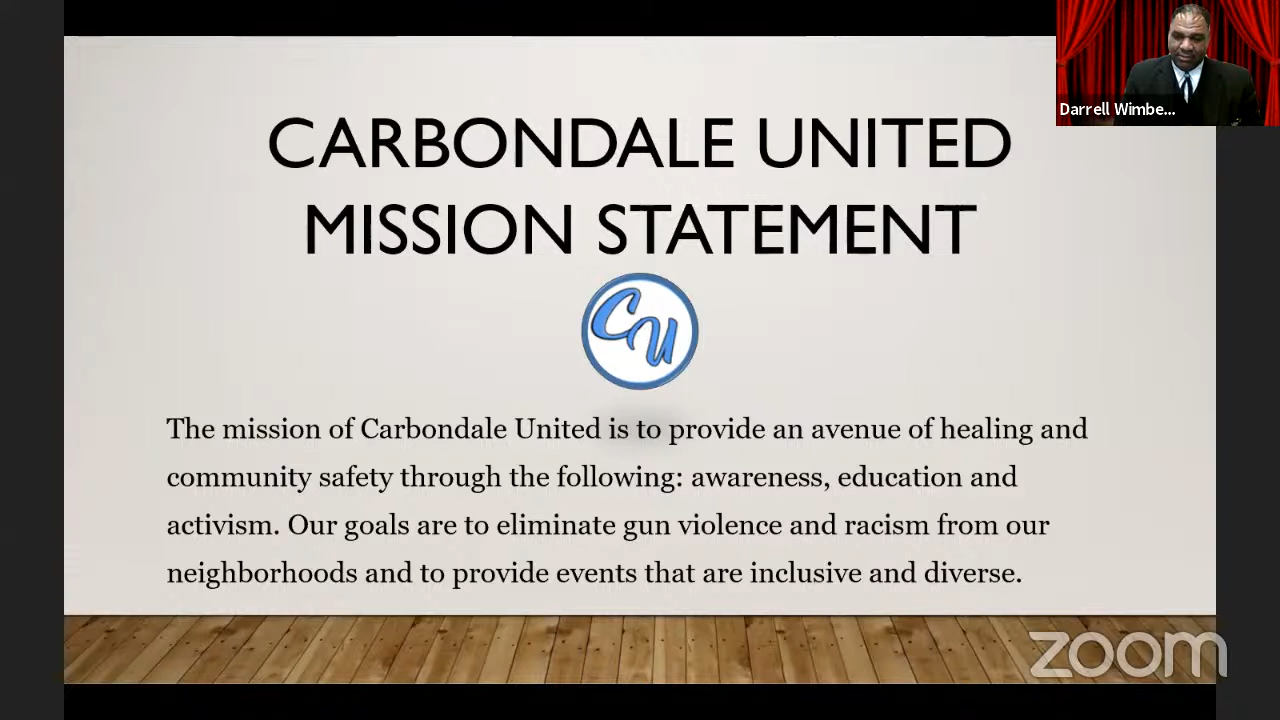 CARBONDALE UNITED
MISSION STATEMENT
CU
The mission of Carbondale United is to provide an avenue of healing and
community safety through the following: awareness, education and
activism. Our goals are to eliminate gun violence and racism from our
neighborhoods and to provide events that are inclusive and diverse.
Darrell Wimbe...
zoom